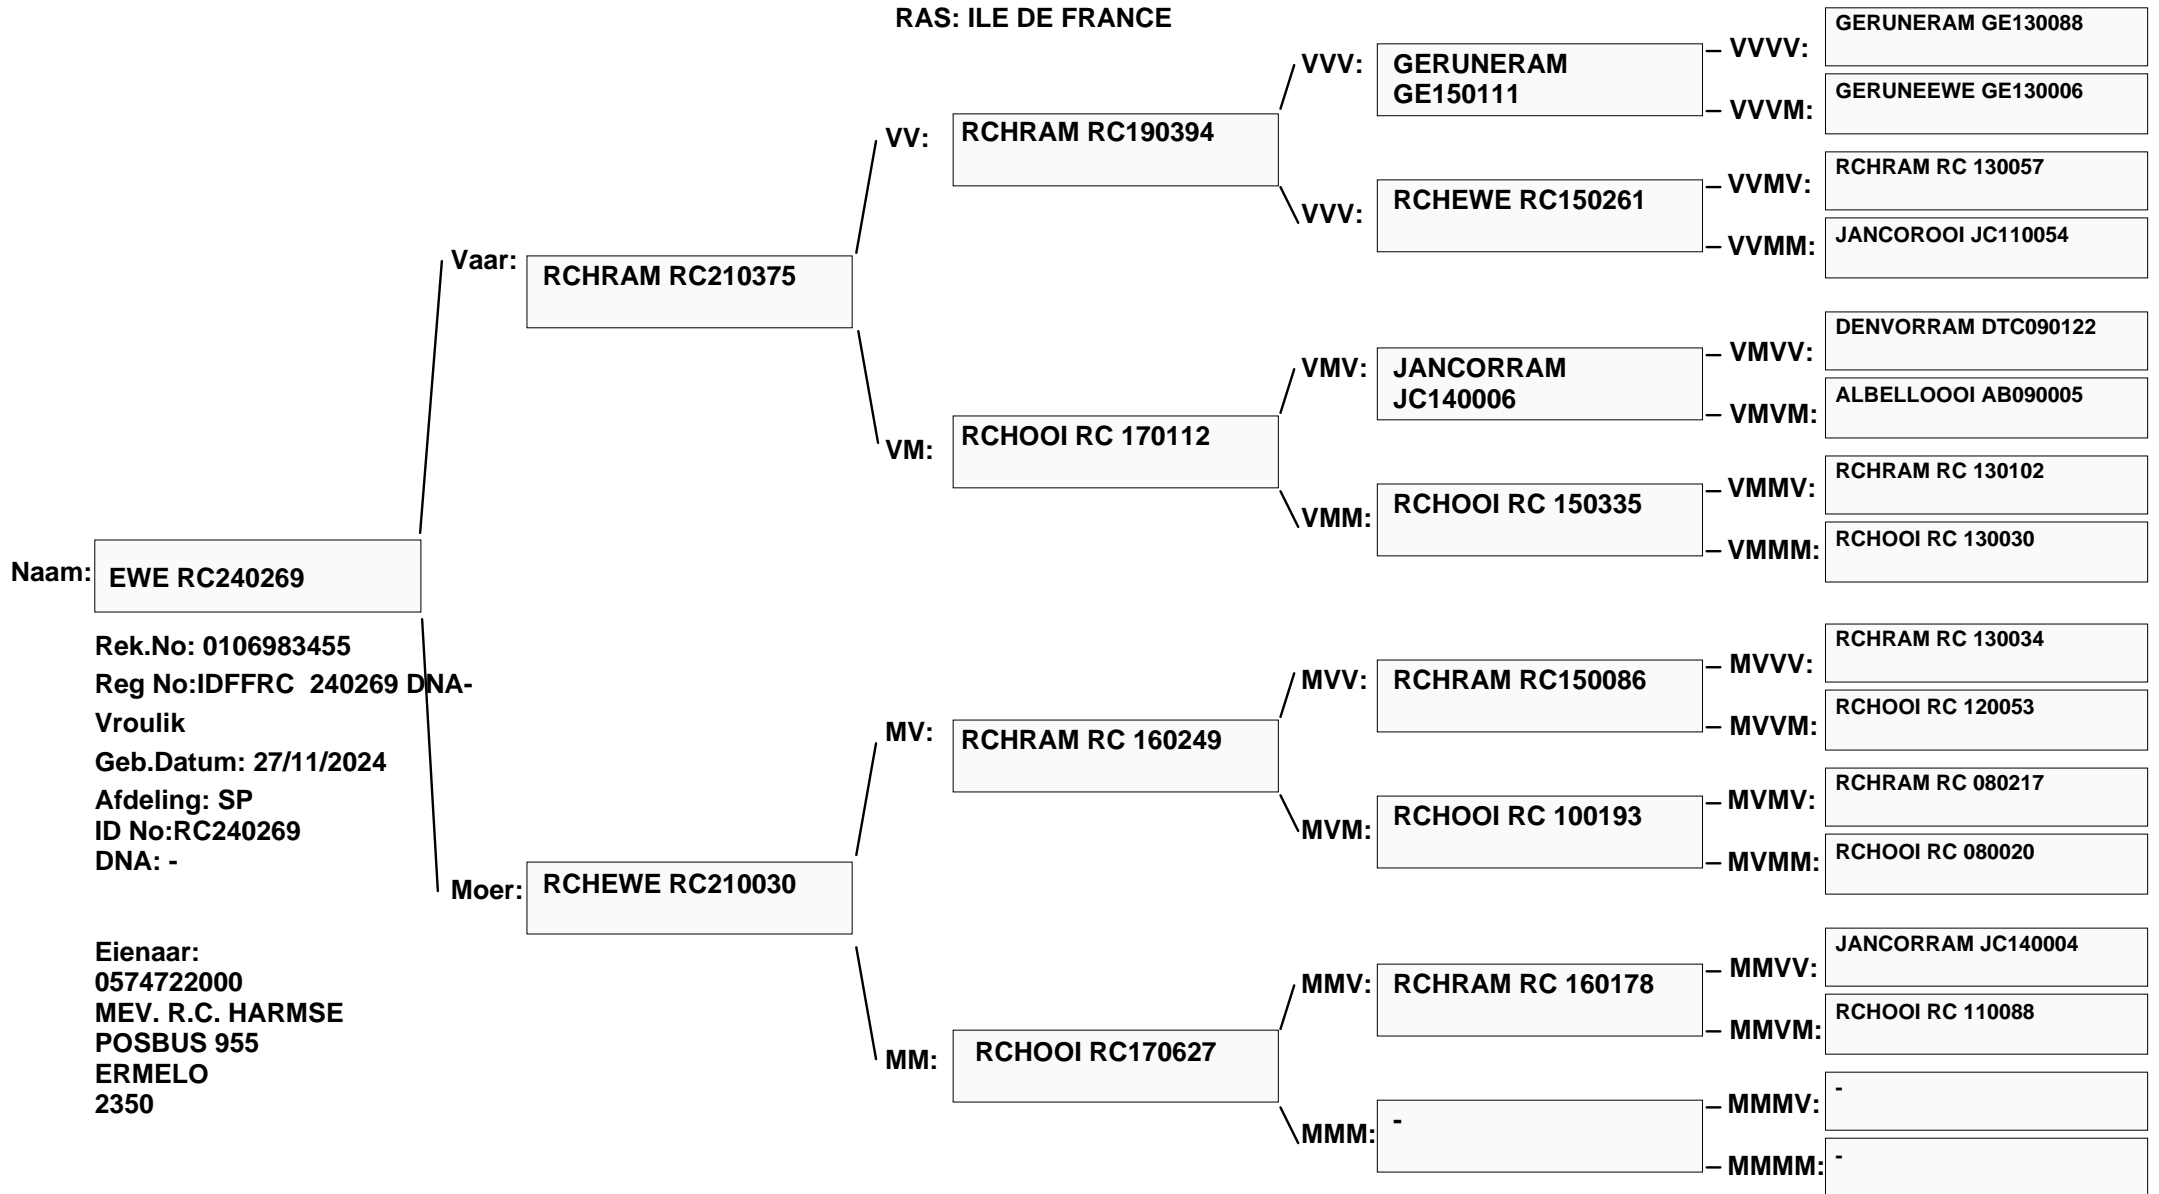 RAS: ILE DE FRANCE
Naam:
EWE RC240269
Rek.No: 0106983455
Reg No:IDFFRC  240269 DNA-
Vroulik
Geb.Datum: 27/11/2024
Afdeling: SP
ID No:RC240269
DNA: -
Eienaar:
0574722000
MEV. R.C. HARMSE
POSBUS 955
ERMELO
2350
Vaar:
RCHRAM RC210375
Moer:
RCHEWE RC210030
VV:
RCHRAM RC190394
VM:
RCHOOI RC 170112
MV:
RCHRAM RC 160249
MM:
RCHOOI RC170627
VVV:
GERUNERAM
GE150111
VVV:
RCHEWE RC150261
VMV:
JANCORRAM
JC140006
VMM:
RCHOOI RC 150335
MVV:
RCHRAM RC150086
MVM:
RCHOOI RC 100193
MMV:
RCHRAM RC 160178
MMM:
-
VVVV:
GERUNERAM GE130088
VVVM:
GERUNEEWE GE130006
VVMV:
RCHRAM RC 130057
VVMM:
JANCOROOI JC110054
VMVV:
DENVORRAM DTC090122
VMVM:
ALBELLOOOI AB090005
VMMV:
RCHRAM RC 130102
VMMM:
RCHOOI RC 130030
MVVV:
RCHRAM RC 130034
MVVM:
RCHOOI RC 120053
MVMV:
RCHRAM RC 080217
MVMM:
RCHOOI RC 080020
MMVV:
JANCORRAM JC140004
MMVM:
RCHOOI RC 110088
MMMV:
-
MMMM:
-